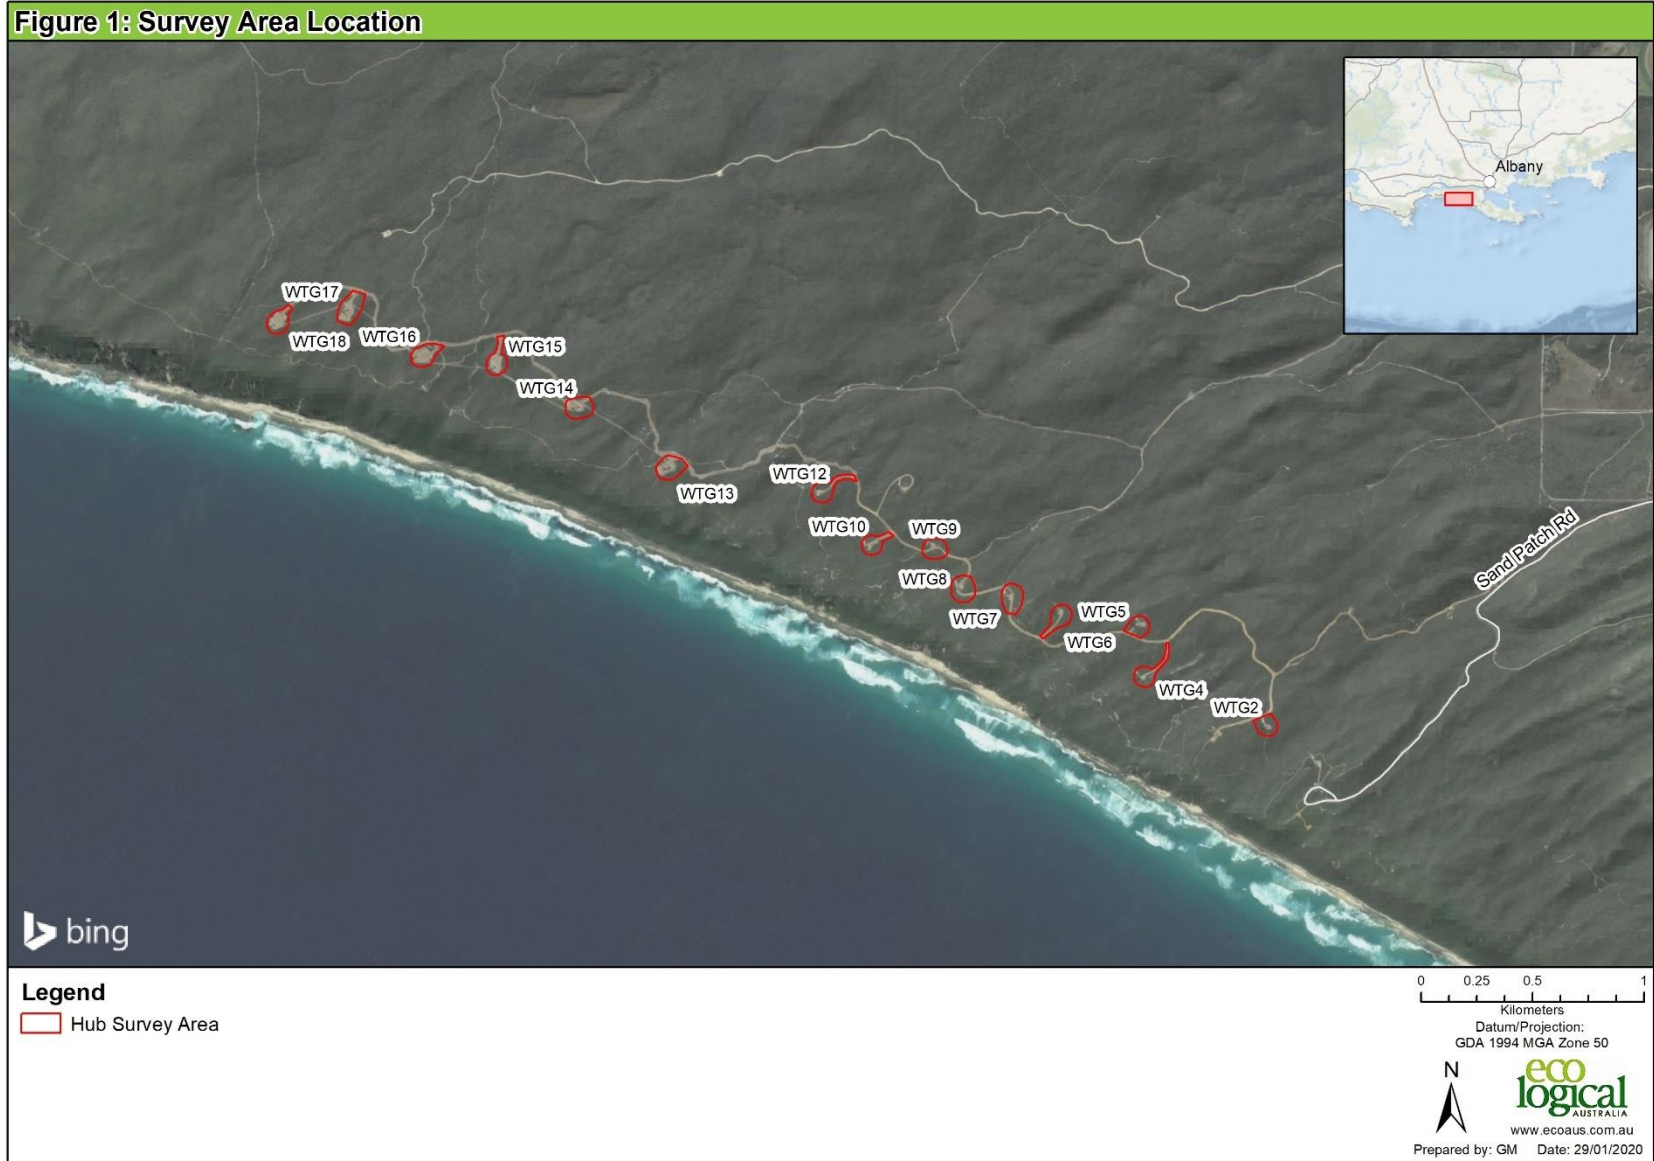 Figure 1: Survey Area Location
Albany
WTG17
WTG18
WTG16
WTG15
WTG14
WTG13
WTG12
WTG10
WTG9
WTG8
WTG7
WTG5
WTG6
WTG4
WTG2
Sand Patch Rd
bing
Legend
Hub Survey Area
0 0.25 0.5 1
Kilometers
Datum/Projection:
GDA 1994 MGA Zone 50
N
eco
logical
AUSTRALIA
www.ecoaus.com.au
Prepared by: GM Date: 29/01/2020